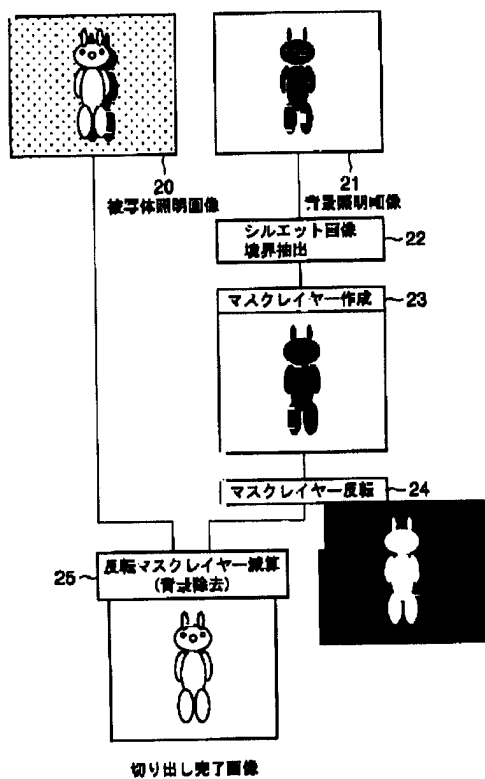 20
被写体照明画像
21
背景照明画像
シルエット画像
境界抽出
22
マスクレイヤー作成
23
マスクレイヤー反転
24
25
反転マスクレイヤー減算
(背景除去)
切り出し完了画像